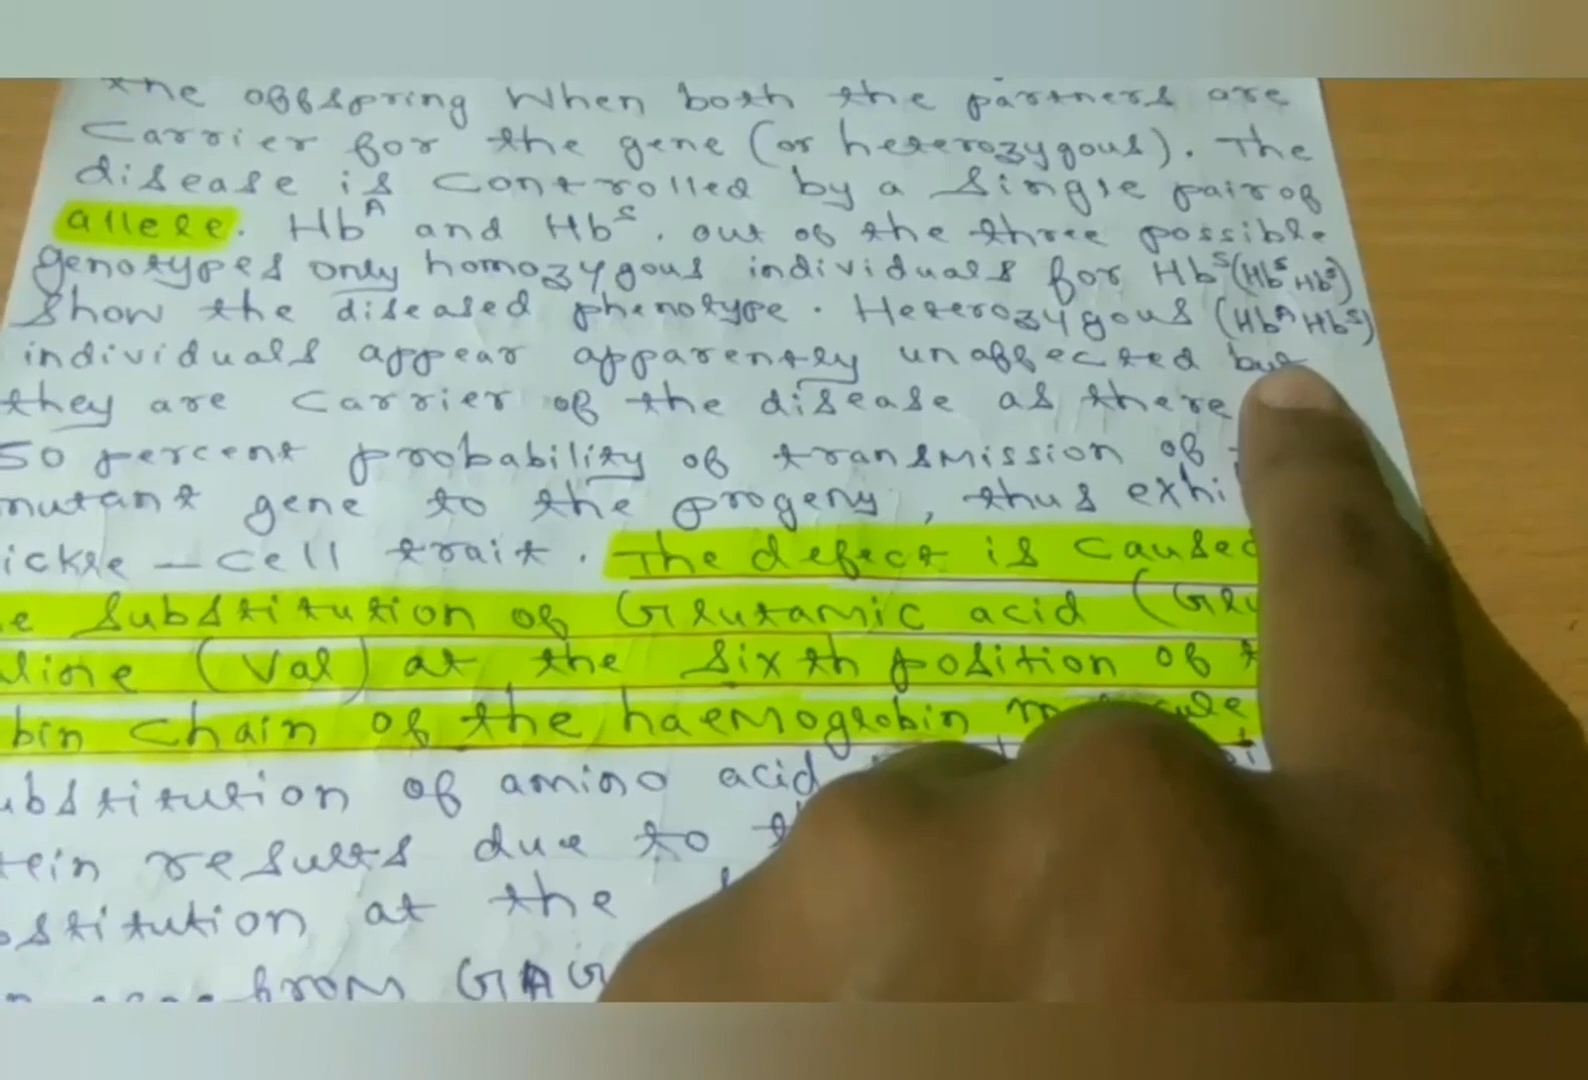 the offspring When both the partners are
Carrier for the gene (or heterozygous). The
disease is controlled by a single pair of
allele. Hb^A and Hb^S. out of the three possible
genotypes only homozygous individuals for Hb^S (Hb^S Hb^S)
Show the diseased phenotype. Heterozygous (Hb^A Hb^S)
individuals appear apparently unaffected but
they are carrier of the disease as there
50 percent probability of transmission of
mutant gene to the progeny, thus exhi
ickle - cell trait. The defect is caused
e Substitution of Glutamic acid (Glu
line (Val) at the sixth position of t
bin chain of the haemoglobin molecule
ubstitution of amino acid
tein results due to
stitution at the
from GAG